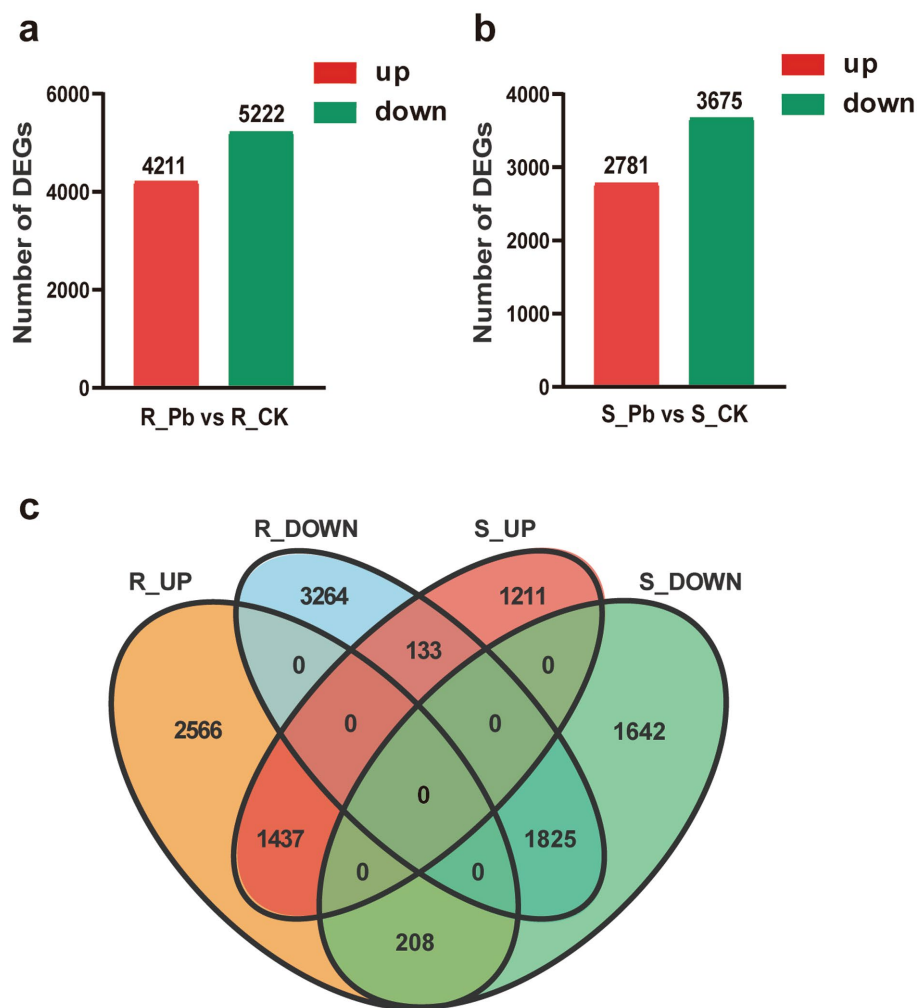 a
up
down
Number of DEGs
6000
4000
2000
0
4211
5222
R_Pb vs R_CK
b
up
down
Number of DEGs
4000
3000
2000
1000
0
2781
3675
S_Pb vs S_CK
c
R_UP
R_DOWN
S_UP
S_DOWN
3264
1211
133
0
0
2566
0
0
1642
0
1437
1825
0
0
208